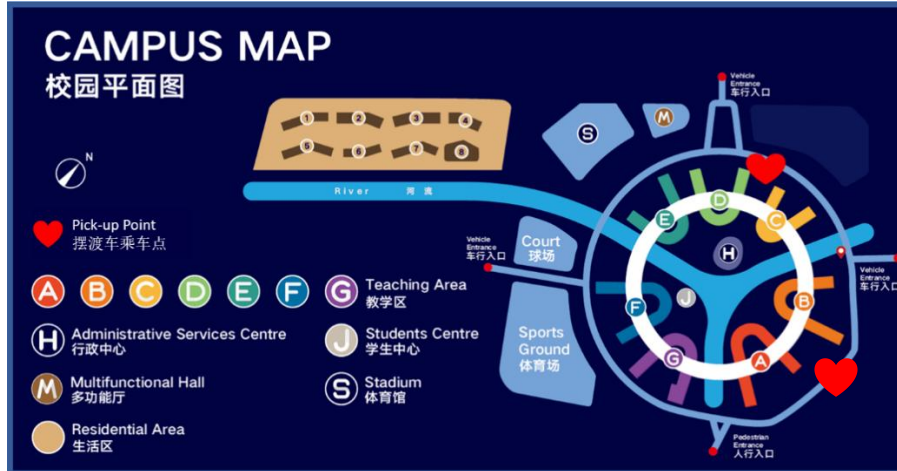 CAMPUS MAP
校园平面图
N
Pick-up Point
摆渡车乘车点
A B C D E F G Teaching Area
教学区
H Administrative Services Centre
行政中心
J Students Centre
学生中心
M Multifunctional Hall
多功能厅
S Stadium
体育馆
Residential Area
生活区
1 2 3 4
5 6 7 8
River 河流
S
M
Vehicle
Entrance
车行入口
Vehicle
Entrance
车行入口
Court
球场
Sports
Ground
体育场
D
E
C
H
F
J
B
G
A
Vehicle
Entrance
车行入口
Pedestrian
Entrance
人行入口